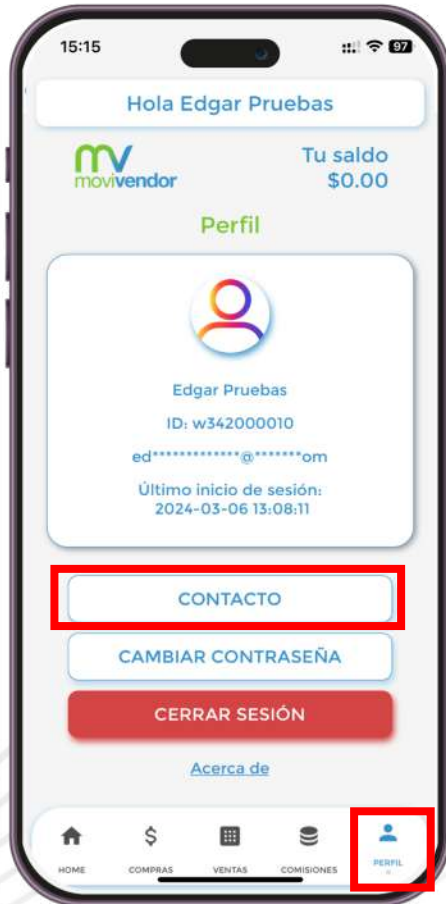 15:15
97
Hola Edgar Pruebas
mv
movivendor
Tu saldo
$0.00
Perfil
Edgar Pruebas
ID: w342000010
ed*************@*******om
Último inicio de sesión:
2024-03-06 13:08:11
CONTACTO
CAMBIAR CONTRASEÑA
CERRAR SESIÓN
Acerca de
HOME COMPRAS VENTAS COMISIONES PERFIL